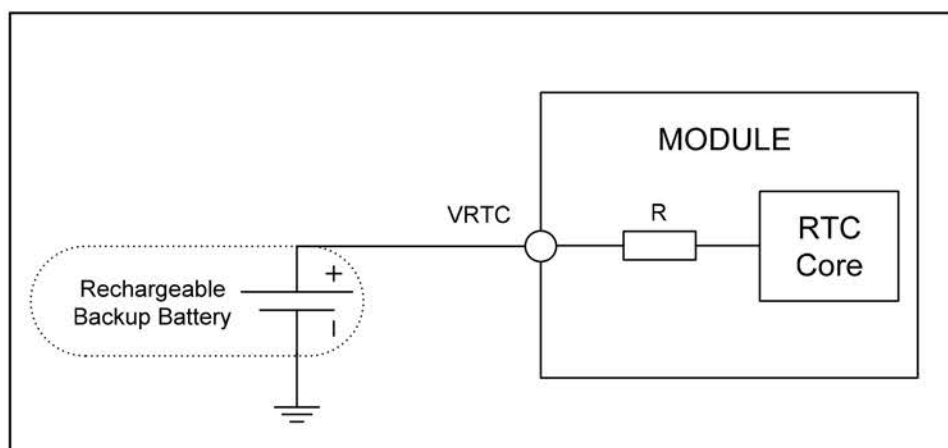 MODULE
VRTC
R
RTC
Core
+
Rechargeable
Backup Battery